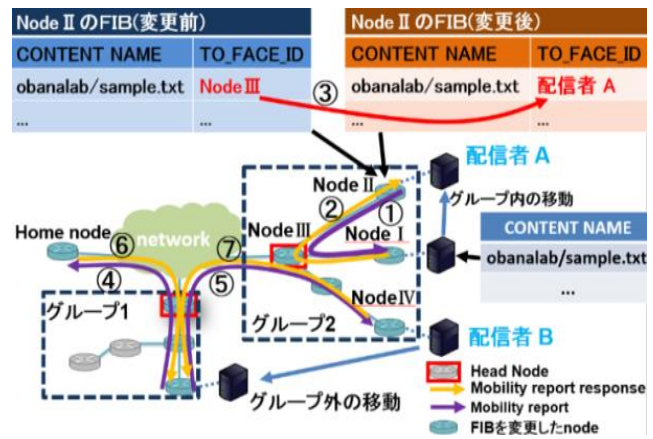 Node ⅡのFIB(変更前)
CONTENT NAME TO_FACE_ID
obanalab/sample.txt Node Ⅲ
... ...
Node ⅡのFIB(変更後)
CONTENT NAME TO_FACE_ID
obanalab/sample.txt 配信者 A
... ...
③
配信者 A
Node Ⅱ
② ①
グループ内の移動
Node Ⅲ
Node Ⅰ
CONTENT NAME
obanalab/sample.txt
...
Home node
network
⑥ ⑦
④ ⑤
Node Ⅳ
グループ1
グループ2
配信者 B
グループ外の移動
Head Node
Mobility report response
Mobility report
FIBを変更したnode